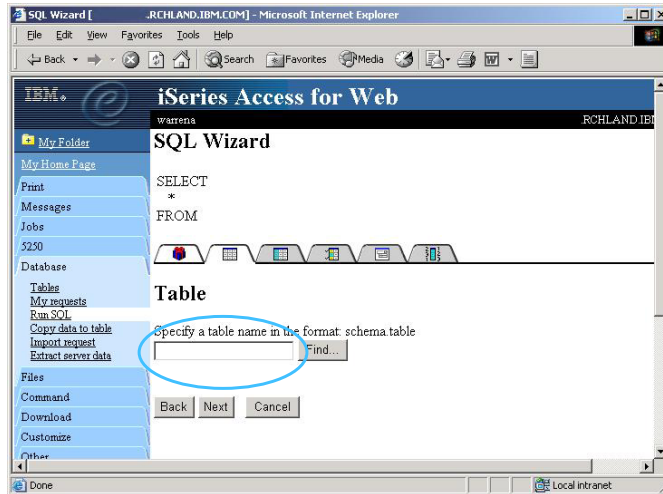 SQL Wizard [ .RCHLAND.IBM.COM] - Microsoft Internet Explorer
File Edit View Favorites Tools Help
Back Search Favorites Media
IBM. e iSeries Access for Web
warrena .RCHLAND.IBM
My Folder
My Home Page
Print
Messages
Jobs
5250
Database
Tables
My requests
Run SQL
Copy data to table
Import request
Extract server data
Files
Command
Download
Customize
Other
SQL Wizard
SELECT
*
FROM
Table
Specify a table name in the format: schema.table
Find...
Back Next Cancel
Done Local intranet